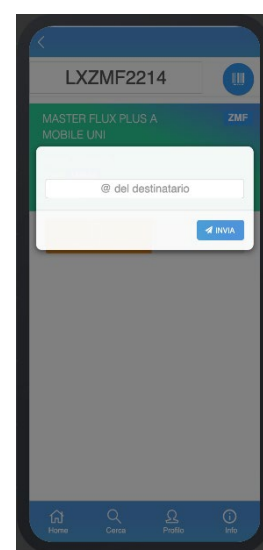 LXZMF2214
MASTER FLUX PLUS A
ZMF
MOBILE UNI
@ del destinatario
INVIA
Home
Cerca
Profilo
Info